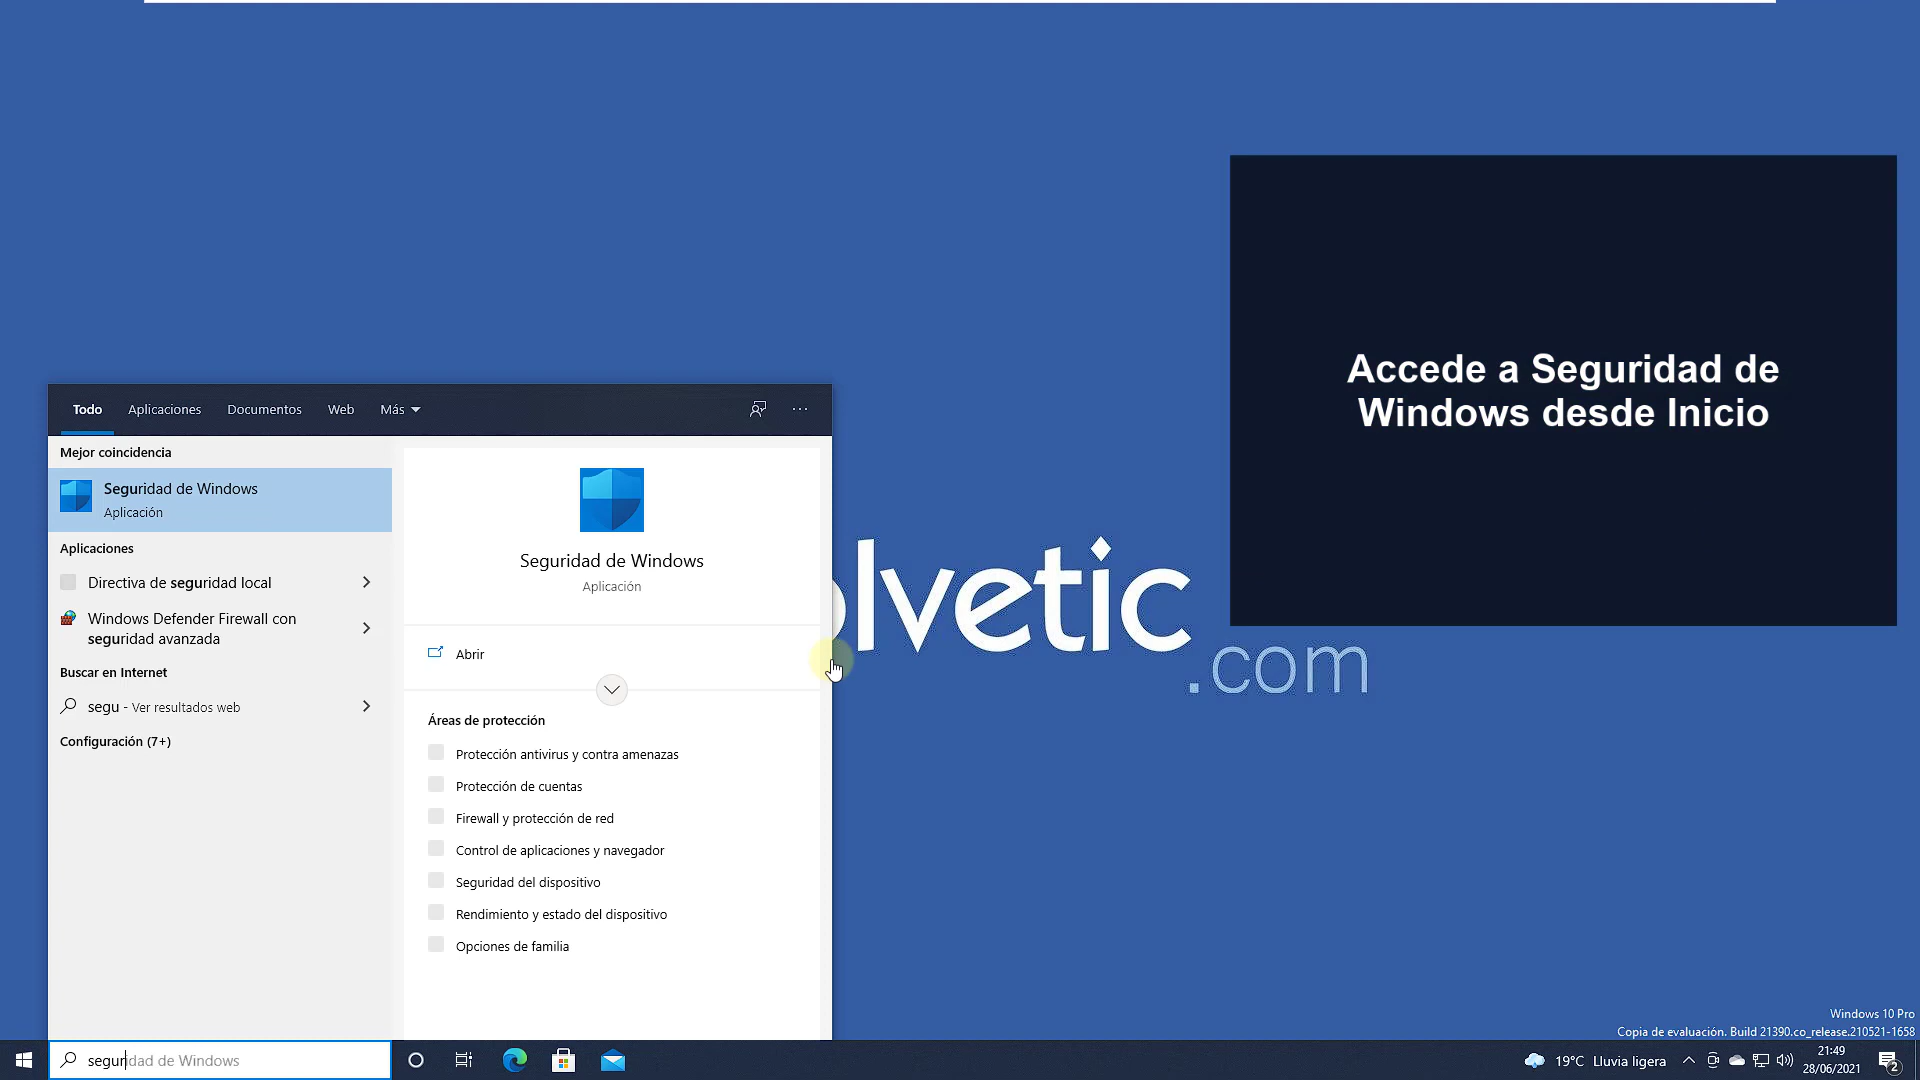 Accede a Seguridad de
Windows desde Inicio
Todo
Aplicaciones
Documentos
Web
Más
Mejor coincidencia
Seguridad de Windows
Aplicación
Aplicaciones
Directiva de seguridad local
Windows Defender Firewall con
seguridad avanzada
Buscar en Internet
segu - Ver resultados web
Configuración (7+)
Seguridad de Windows
Aplicación
Abrir
Áreas de protección
Protección antivirus y contra amenazas
Protección de cuentas
Firewall y protección de red
Control de aplicaciones y navegador
Seguridad del dispositivo
Rendimiento y estado del dispositivo
Opciones de familia
olvetic
.com
Windows 10 Pro
Copia de evaluación. Build 21390.co_release.210521-1658
seguridad de Windows
19°C Lluvia ligera
21:49
28/06/2021
2